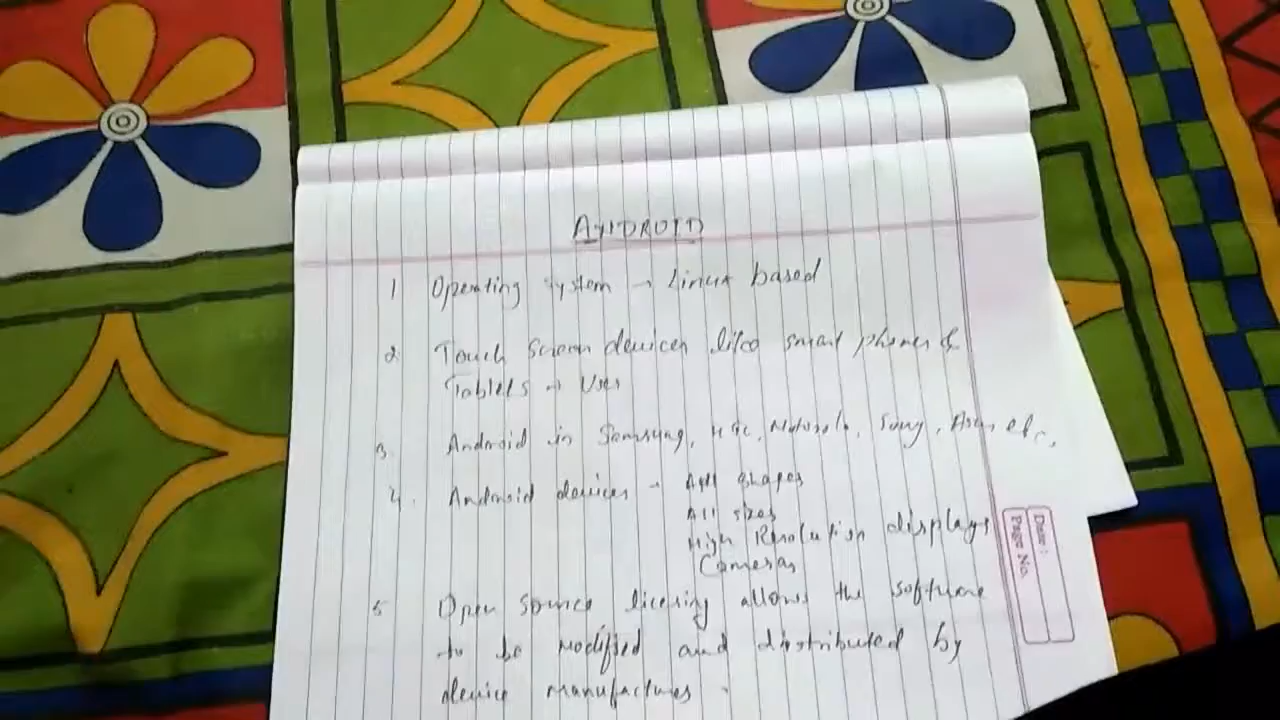 ANDROID
1 Operating system → Linux based
2 Touch Screen devices like smart phones &
Tablets → Uses
3 Android in Samsung, HTC, Motorola, Sony, Asus etc,
4. Android devices - All shapes
All sizes
High Resolution displays
Cameras
5 Open Source licensing allows the software
to be modified and distributed by
device manufactures.
Date :
Page No.